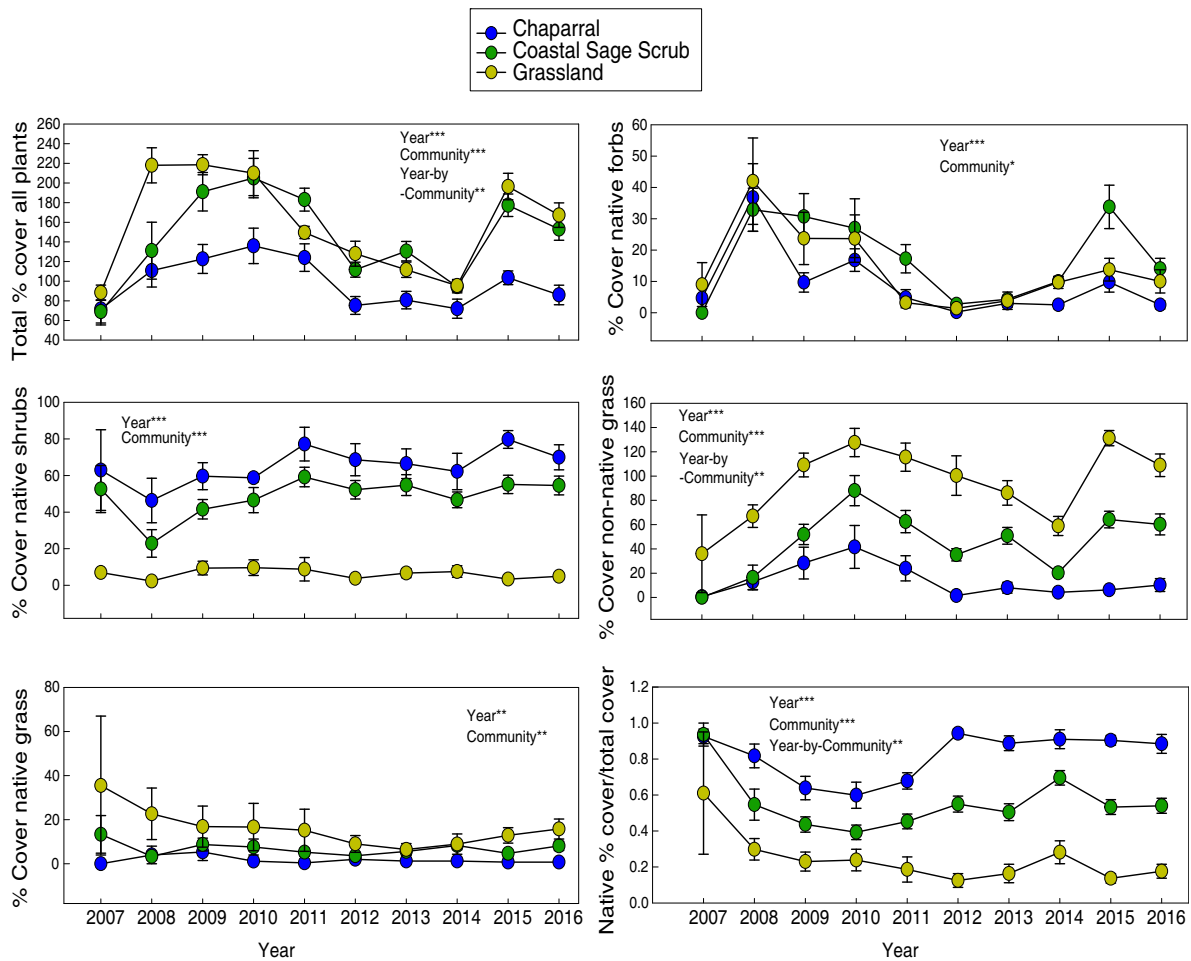 Chaparral
Coastal Sage Scrub
Grassland
Total % cover all plants
260
240
220
200
180
160
140
120
100
80
60
40
Year***
Community***
Year-by
-Community**
% Cover native forbs
60
50
40
30
20
10
0
Year***
Community*
% Cover native shrubs
100
80
60
40
20
0
Year***
Community***
% Cover non-native grass
160
140
120
100
80
60
40
20
0
Year***
Community***
Year-by
-Community**
% Cover native grass
80
60
40
20
0
Year**
Community**
2007 2008 2009 2010 2011 2012 2013 2014 2015 2016
Year
Native % cover/total cover
1.2
1.0
0.8
0.6
0.4
0.2
0.0
Year***
Community***
Year-by-Community**
2007 2008 2009 2010 2011 2012 2013 2014 2015 2016
Year